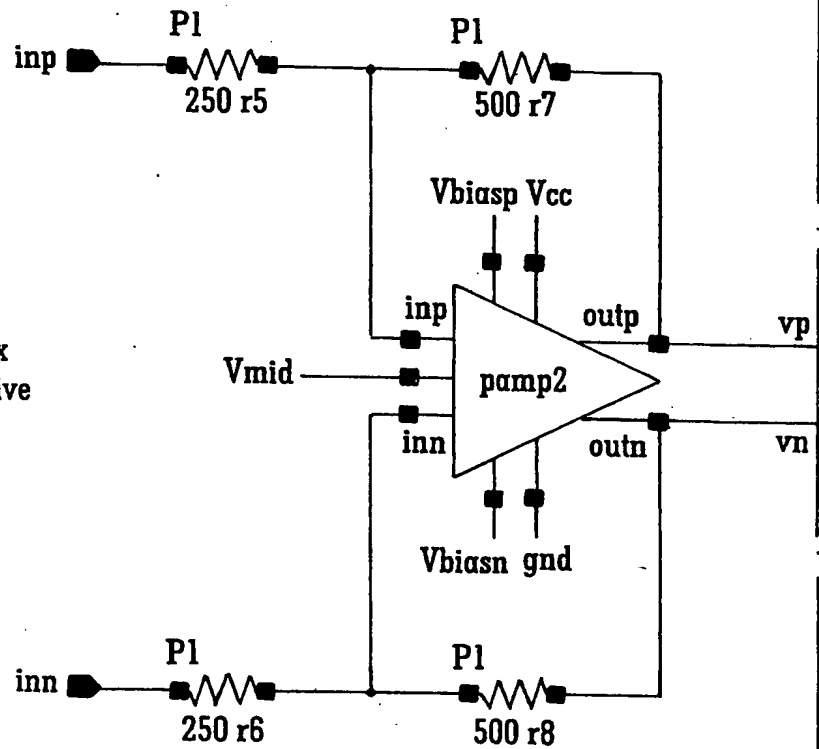 P1 P1
inp
250 r5 500 r7
Vbiasp Vcc
inp outp vp
x
Vmid pamp2
ive
inn outn vn
Vbiasn gnd
P1 P1
inn
250 r6 500 r8